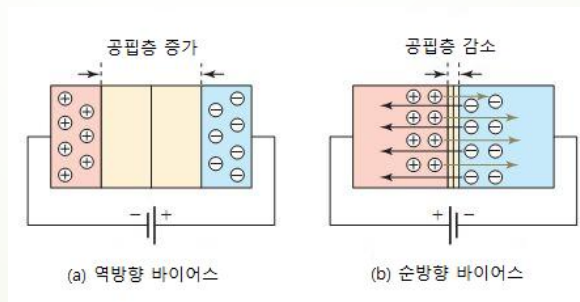 공핍층 증가
공핍층 감소
− +
+ −
(a) 역방향 바이어스
(b) 순방향 바이어스